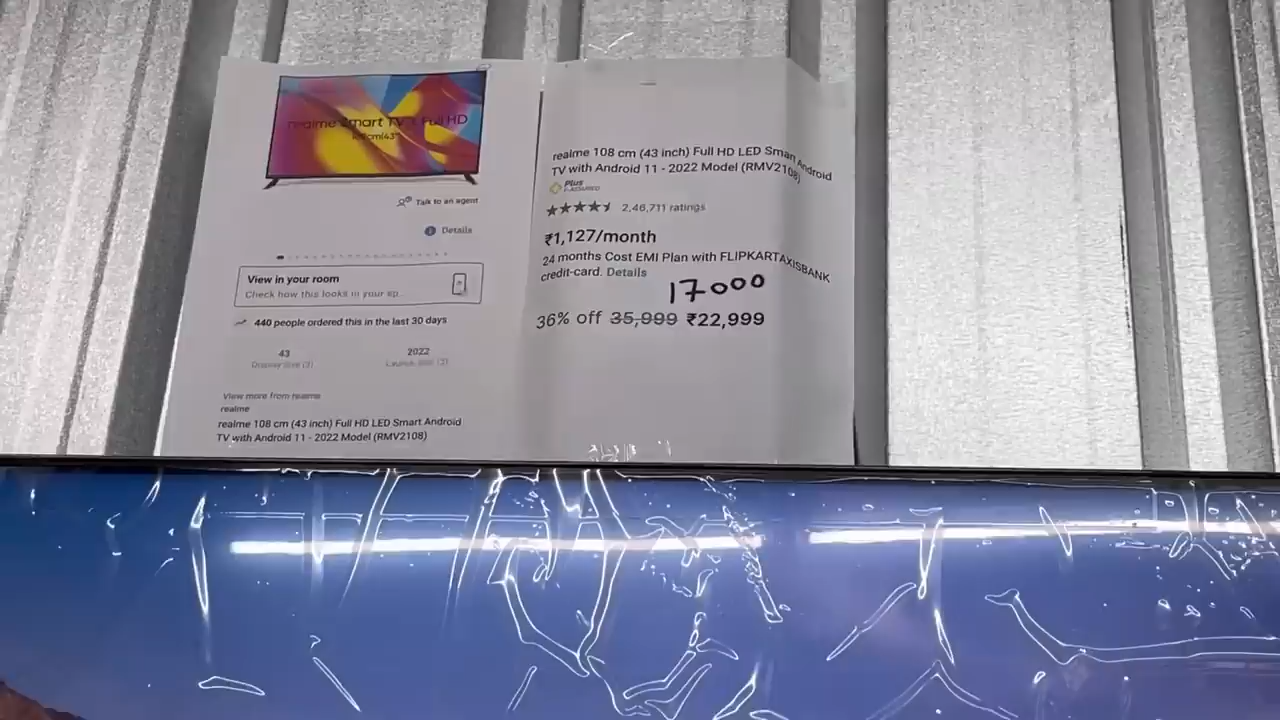 realme Smart TV X Full HD
Talk to an agent
Details
View in your room
Check how this looks in your sp..
440 people ordered this in the last 30 days
43
2022
Display Size (3)
View more from realme
realme
realme 108 cm (43 inch) Full HD LED Smart Android
TV with Android 11 - 2022 Model (RMV2108)
realme 108 cm (43 inch) Full HD LED Smart Android
TV with Android 11 - 2022 Model (RMV2108)
Plus
F-ASSURED
2,46,711 ratings
₹1,127/month
24 months Cost EMI Plan with FLIPKARTAXISBANK
credit-card. Details
17000
36% off 35,999 ₹22,999